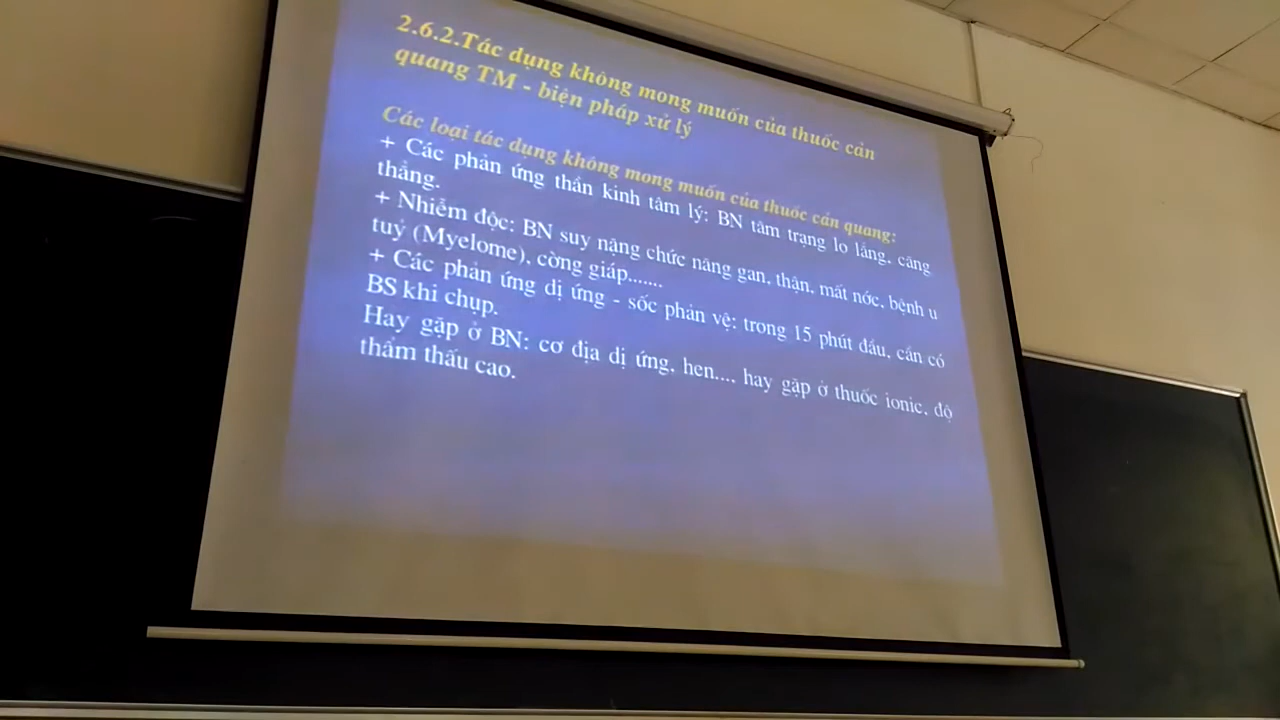 2.6.2.Tác dụng không mong muốn của thuốc cản
quang TM - biện pháp xử lý
Các loại tác dụng không mong muốn của thuốc cản quang:
+ Các phản ứng thần kinh tâm lý: BN tâm trạng lo lắng, căng
thẳng.
+ Nhiễm độc: BN suy nặng chức năng gan, thận, mất nóc, bệnh u
tuỷ (Myelome), cờng giáp.......
+ Các phản ứng dị ứng - sốc phản vệ: trong 15 phút đầu, cần có
BS khi chụp.
Hay gặp ở BN: cơ địa dị ứng, hen..., hay gặp ở thuốc ionic, độ
thẩm thấu cao.